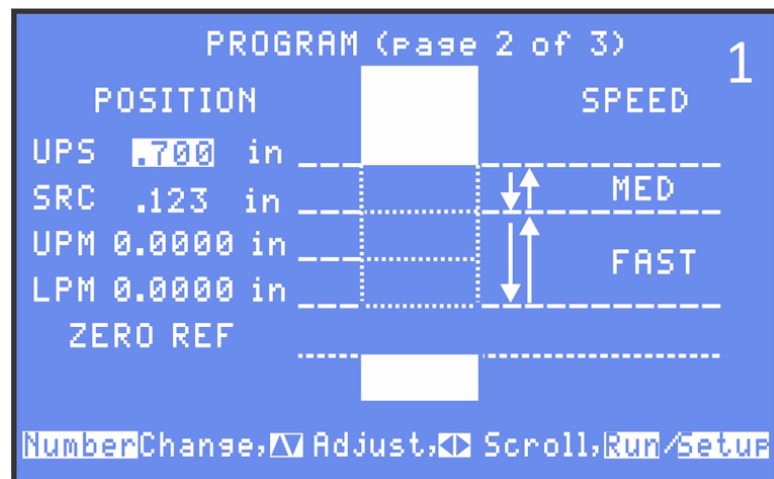 PROGRAM (page 2 of 3)
1
POSITION SPEED
UPS .700 in
MED
SRC .123 in
UPM 0.0000 in
FAST
LPM 0.0000 in
ZERO REF
NumberChange, Adjust, Scroll, Run/Setup